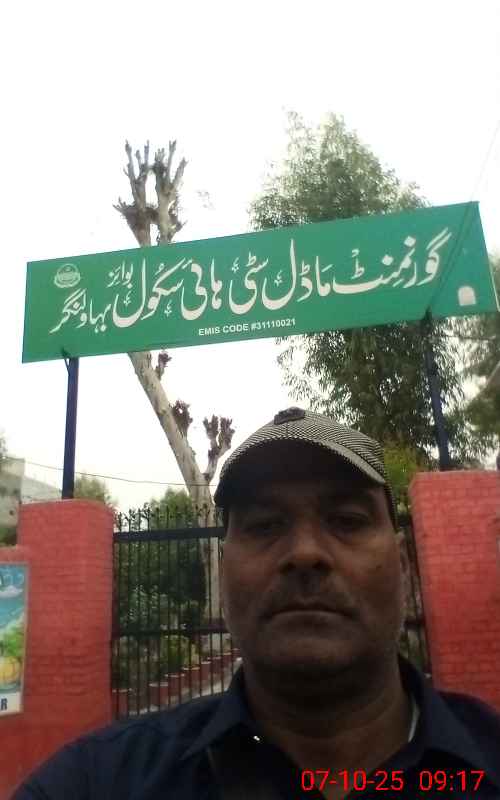 گورنمنٹ ماڈل سٹی ہائی سکول بوائز بہاولنگر
EMIS CODE #31110021
R
07-10-25 09:17